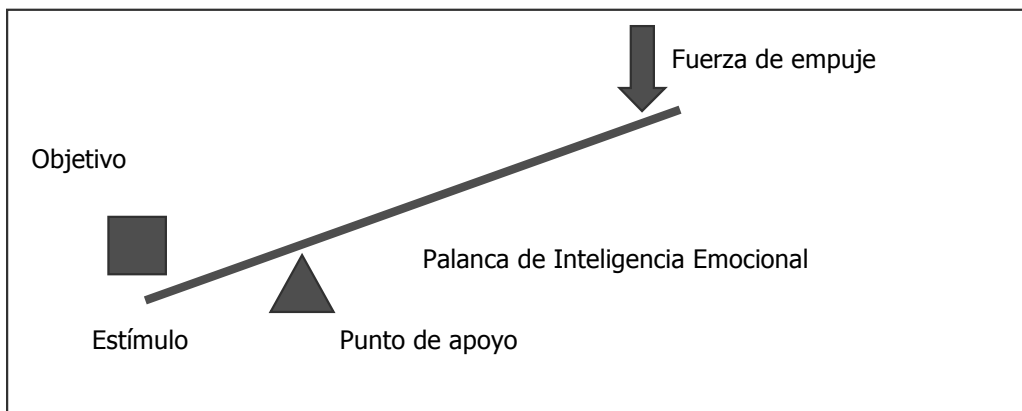 Fuerza de empuje
Objetivo
Palanca de Inteligencia Emocional
Estímulo
Punto de apoyo